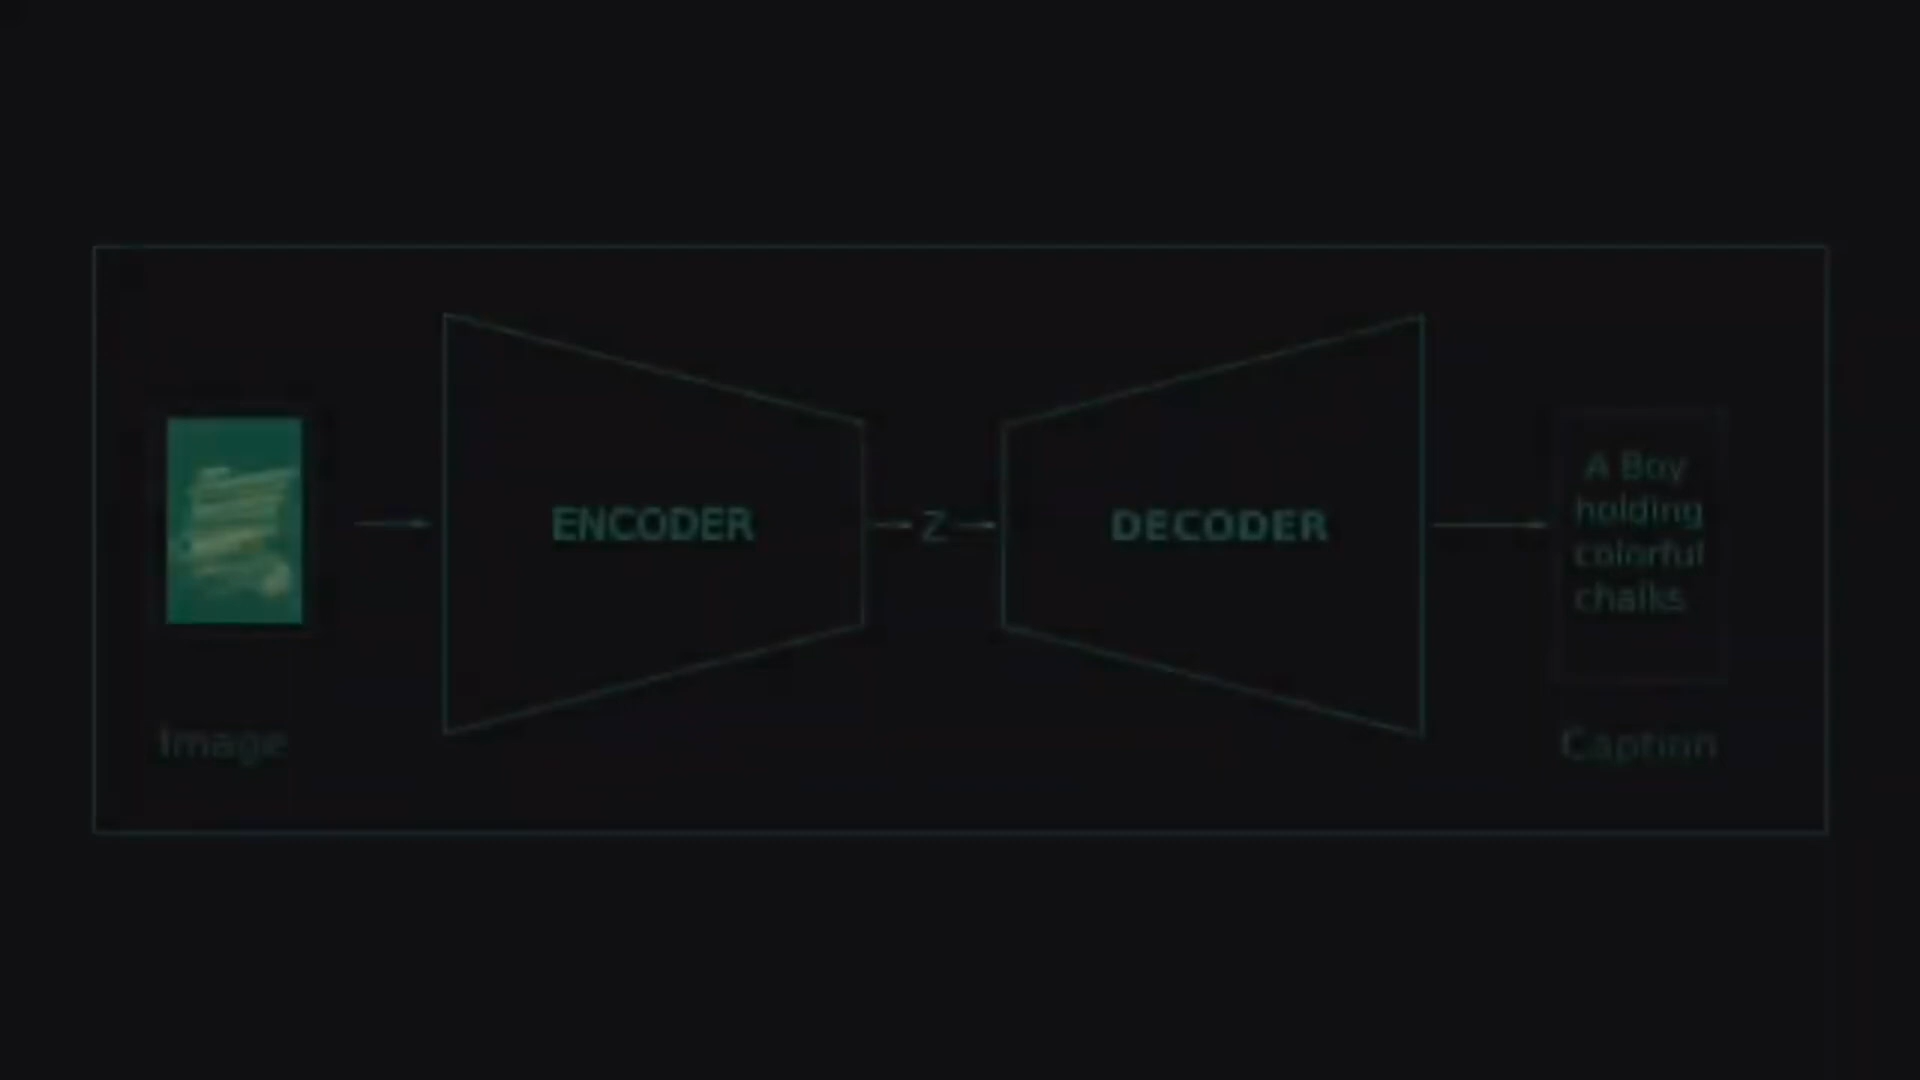 ENCODER
Z
DECODER
A Boy
holding
colorful
chalks
Image
Caption